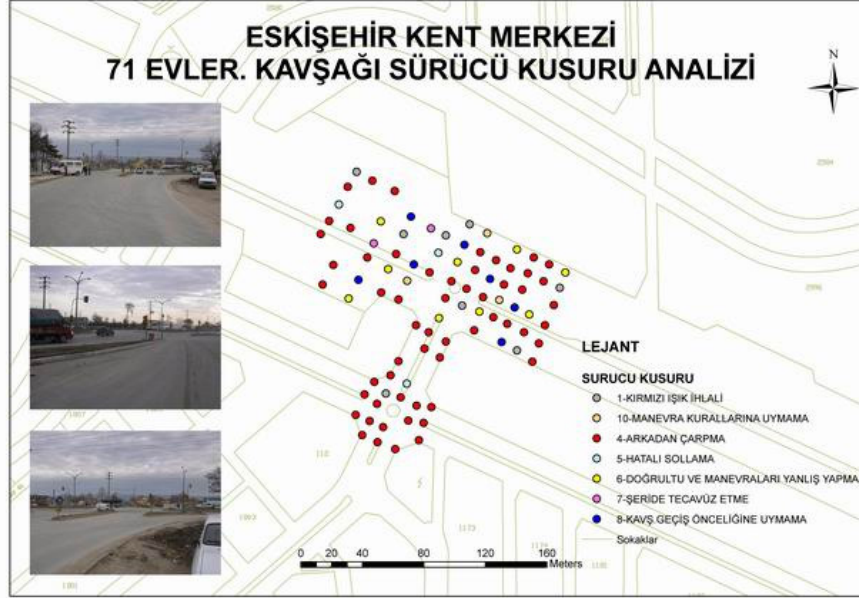 ESKİŞEHİR KENT MERKEZİ
71 EVLER. KAVŞAĞI SÜRÜCÜ KUSURU ANALİZİ
N
LEJANT
SURUCU KUSURU
1-KIRMIZI IŞIK İHLALİ
10-MANEVRA KURALLARINA UYMAMA
4-ARKADAN ÇARPMA
5-HATALI SOLLAMA
6-DOĞRULTU VE MANEVRALARI YANLIŞ YAPMA
7-ŞERİDE TECAVÜZ ETME
8-KAVŞ.GEÇİŞ ÖNCELİĞİNE UYMAMA
Sokaklar
1173
0 20 40 80 120 160
Meters